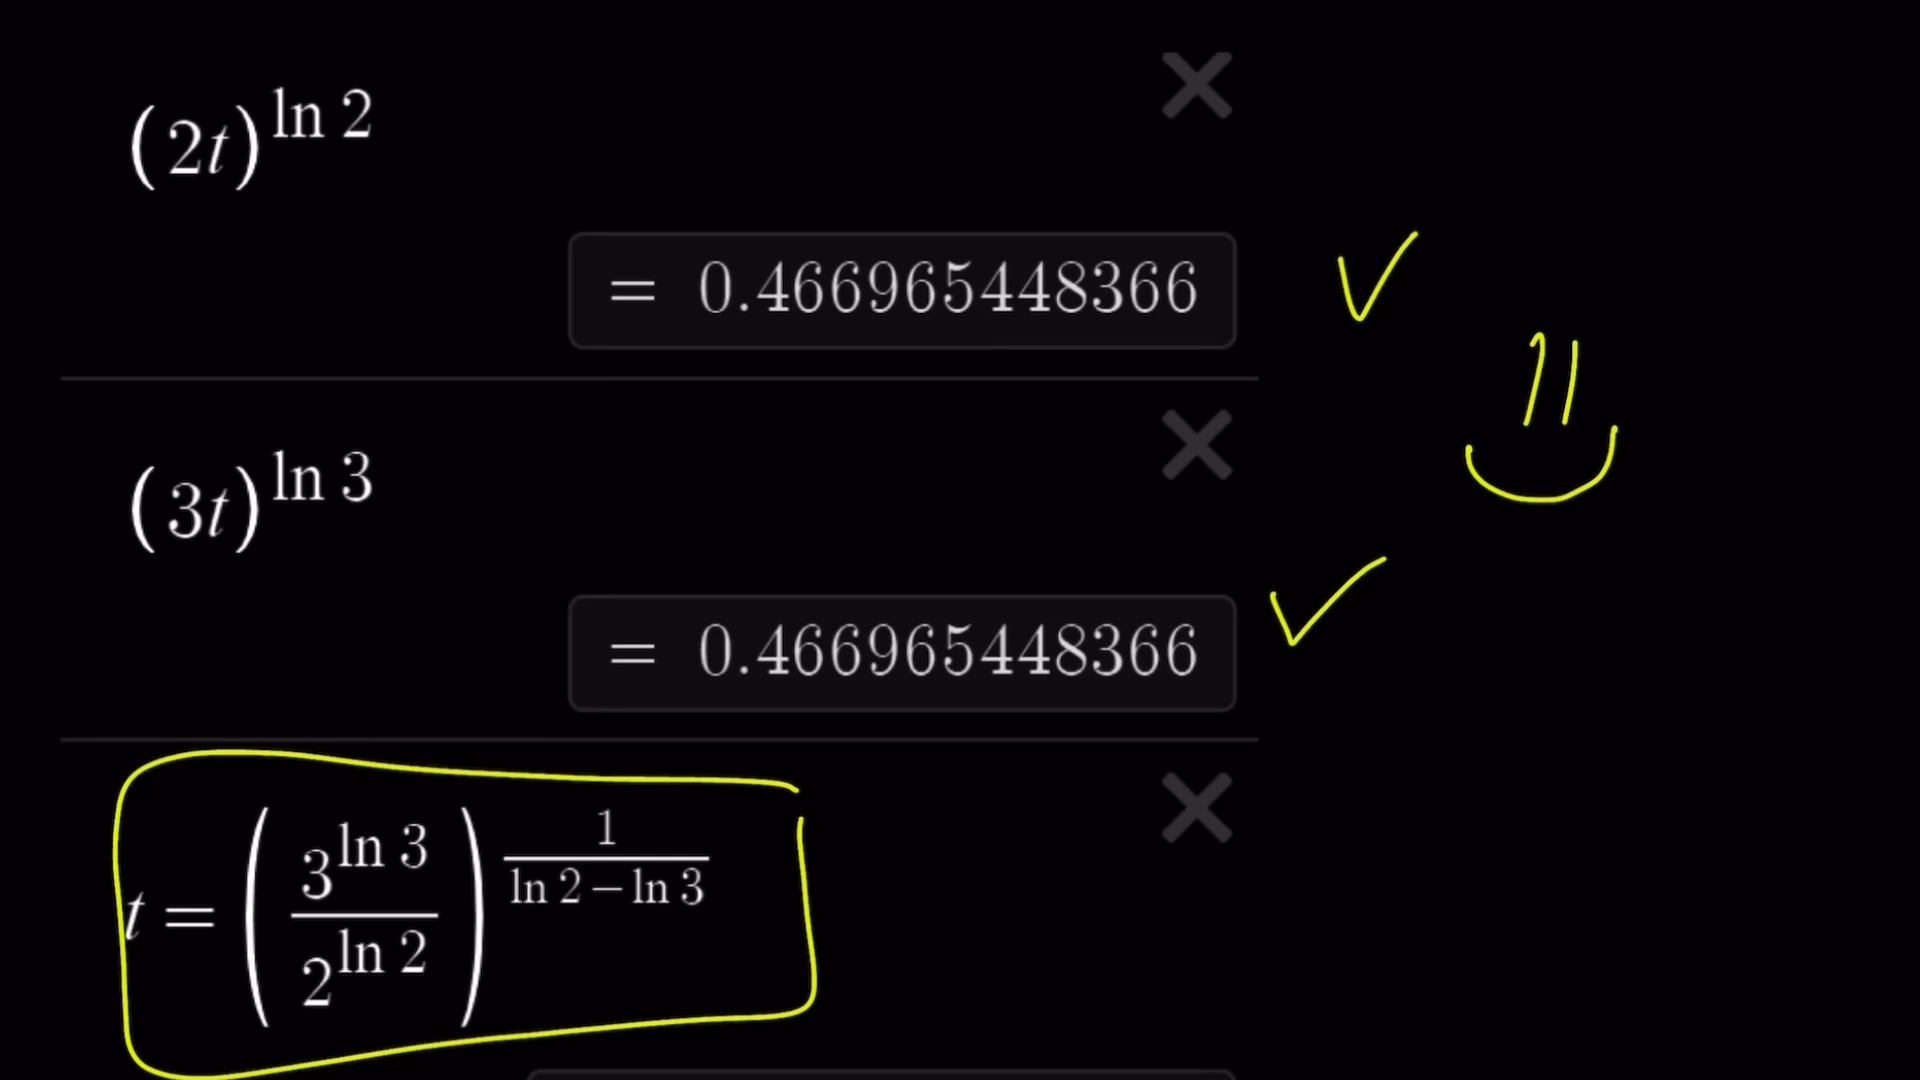 (2t)^{ln 2}
= 0.466965448366
(3t)^{ln 3}
= 0.466965448366
t = (3^{ln 3} / 2^{ln 2})^{1 / (ln 2 − ln 3)}